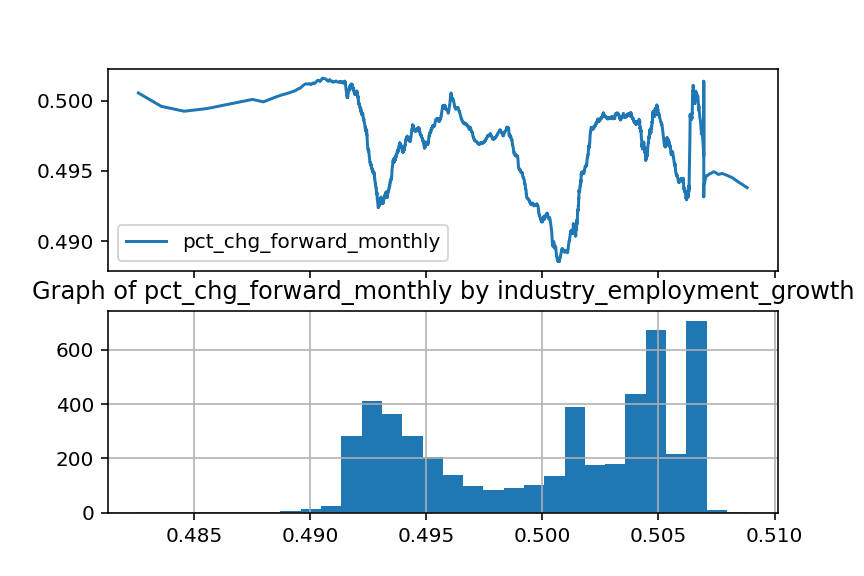 0.500
0.495
0.490
pct_chg_forward_monthly
Graph of pct_chg_forward_monthly by industry_employment_growth
600
400
200
0
0.485 0.490 0.495 0.500 0.505 0.510